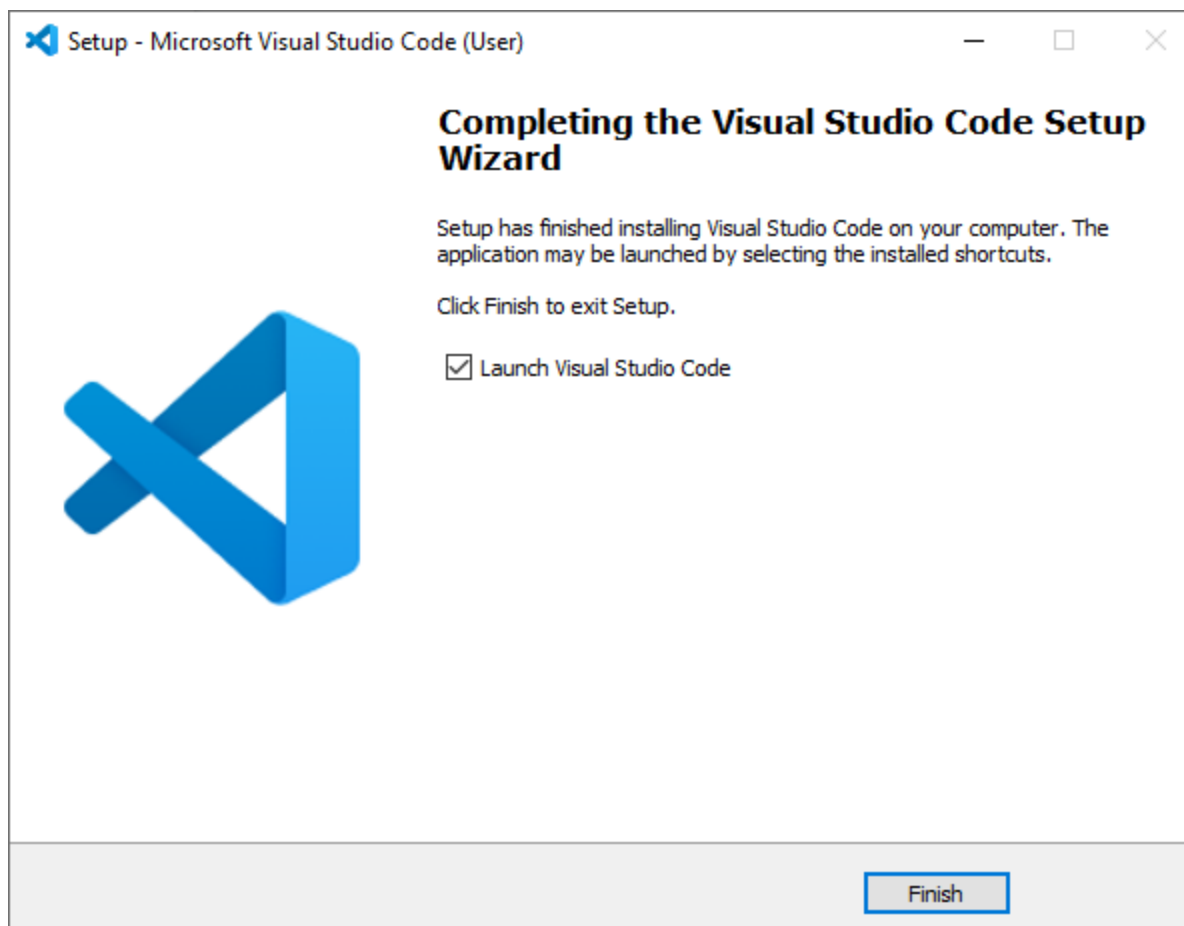 Setup - Microsoft Visual Studio Code (User)
Completing the Visual Studio Code Setup
Wizard
Setup has finished installing Visual Studio Code on your computer. The
application may be launched by selecting the installed shortcuts.
Click Finish to exit Setup.
Launch Visual Studio Code
Finish